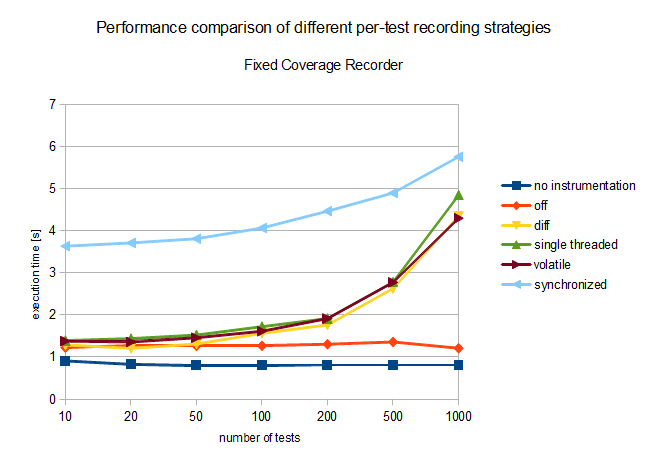 Performance comparison of different per-test recording strategies
Fixed Coverage Recorder
7
6
5
4
3
2
1
0
execution time [s]
10 20 50 100 200 500 1000
number of tests
no instrumentation
off
diff
single threaded
volatile
synchronized